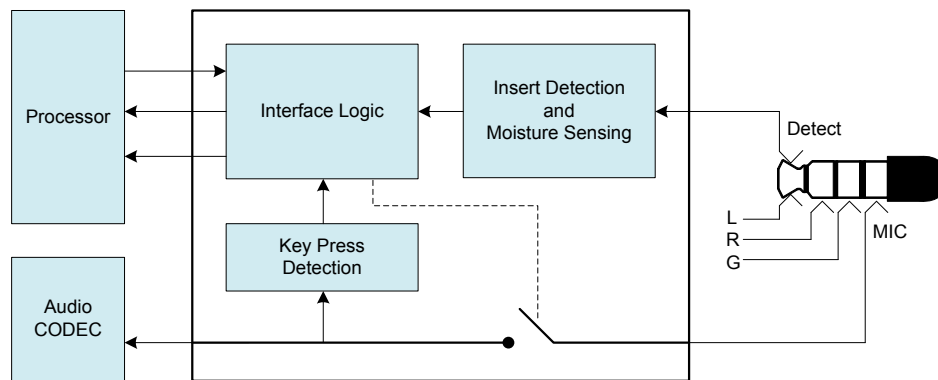 Processor
Interface Logic
Insert Detection
and
Moisture Sensing
Detect
L
R
G
MIC
Key Press
Detection
Audio
CODEC